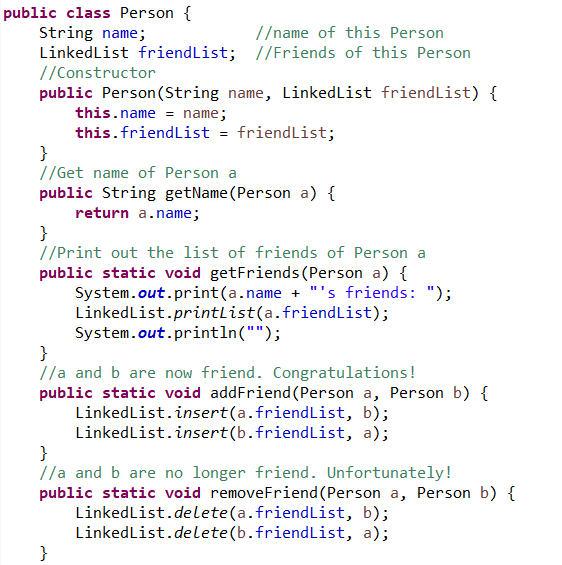 public class Person {
    String name;            //name of this Person
    LinkedList friendList;  //Friends of this Person
    //Constructor
    public Person(String name, LinkedList friendList) {
        this.name = name;
        this.friendList = friendList;
    }
    //Get name of Person a
    public String getName(Person a) {
        return a.name;
    }
    //Print out the list of friends of Person a
    public static void getFriends(Person a) {
        System.out.print(a.name + "'s friends: ");
        LinkedList.printList(a.friendList);
        System.out.println("");
    }
    //a and b are now friend. Congratulations!
    public static void addFriend(Person a, Person b) {
        LinkedList.insert(a.friendList, b);
        LinkedList.insert(b.friendList, a);
    }
    //a and b are no longer friend. Unfortunately!
    public static void removeFriend(Person a, Person b) {
        LinkedList.delete(a.friendList, b);
        LinkedList.delete(b.friendList, a);
    }